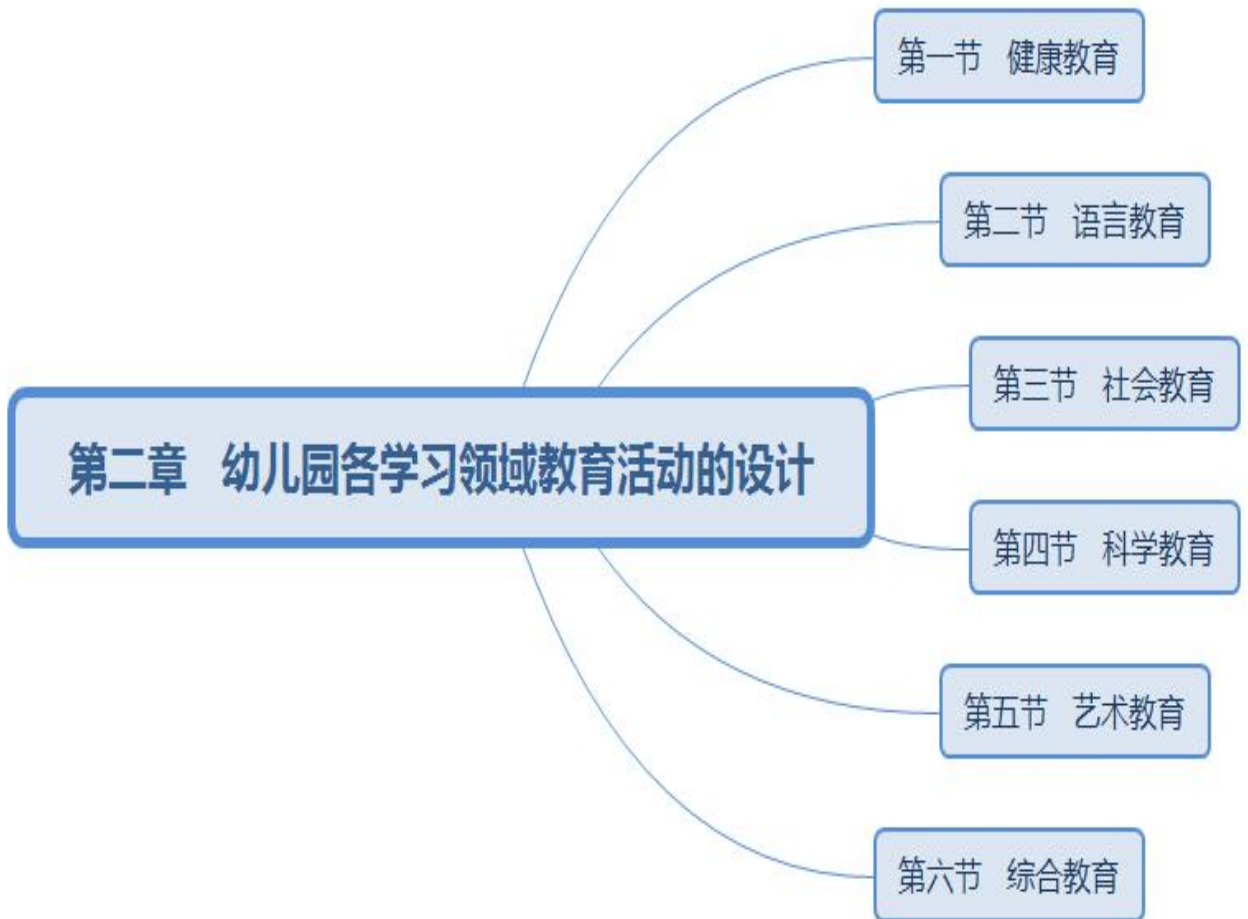 第一节 健康教育
第二节 语言教育
第三节 社会教育
第二章 幼儿园各学习领域教育活动的设计
第四节 科学教育
第五节 艺术教育
第六节 综合教育